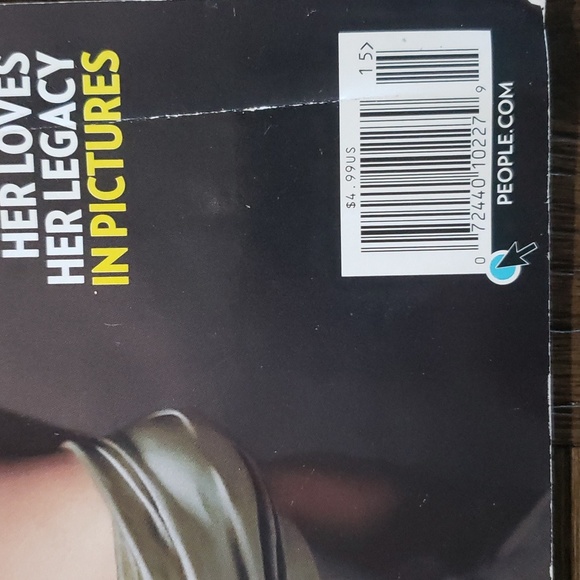 HER LOVES
HER LEGACY
IN PICTURES
$4.99US
15>
0 72440 10227 9
PEOPLE.COM